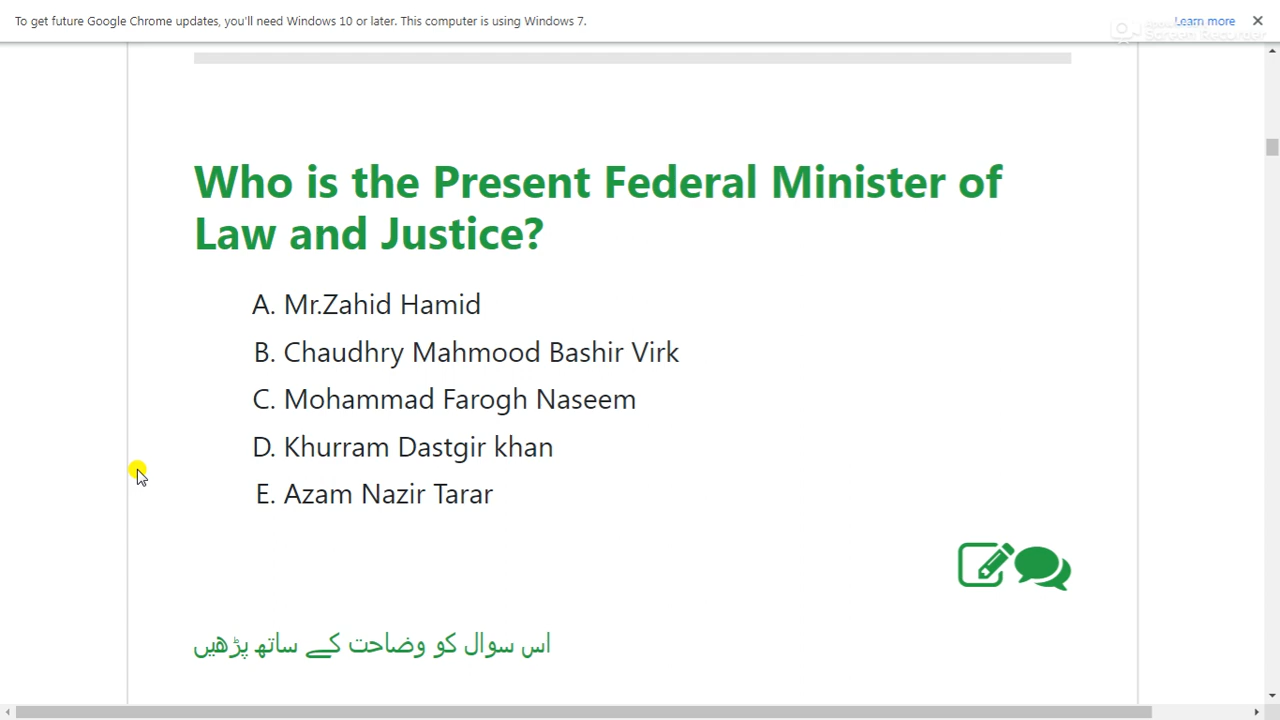 To get future Google Chrome updates, you'll need Windows 10 or later. This computer is using Windows 7.
Learn more
Screen Recorder
Who is the Present Federal Minister of
Law and Justice?
A. Mr.Zahid Hamid
B. Chaudhry Mahmood Bashir Virk
C. Mohammad Farogh Naseem
D. Khurram Dastgir khan
E. Azam Nazir Tarar
اس سوال کو وضاحت کے ساتھ پڑھیں